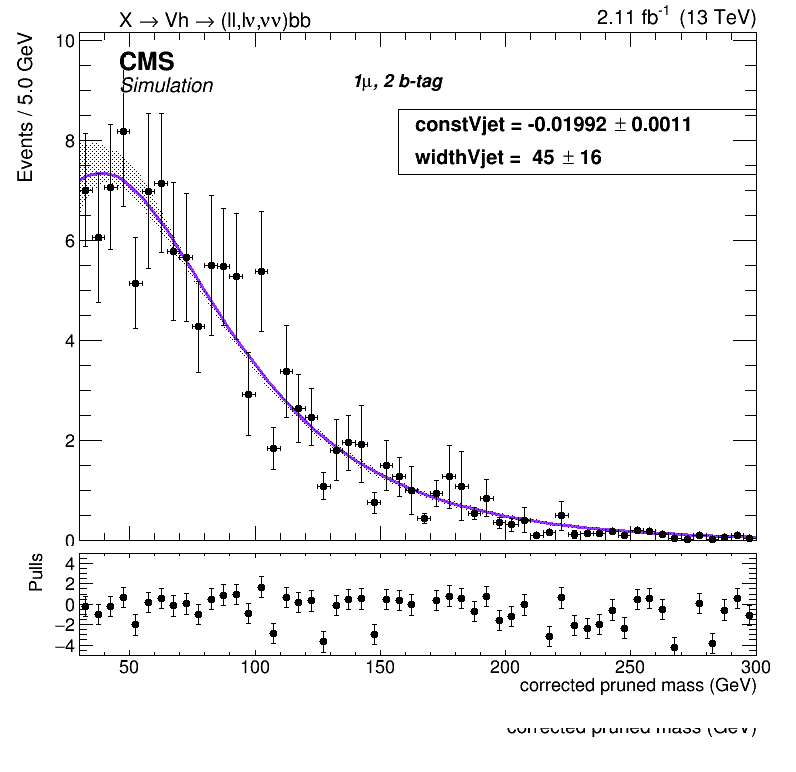 X → Vh → (ll,lν,νν)bb
2.11 fb⁻¹ (13 TeV)
CMS
Simulation
1μ, 2 b-tag
constVjet = -0.01992 ± 0.0011
widthVjet = 45 ± 16
Events / 5.0 GeV
10
8
6
4
2
0
Pulls
4
2
0
−2
−4
50 100 150 200 250 300
corrected pruned mass (GeV)
corrected pruned mass (GeV)